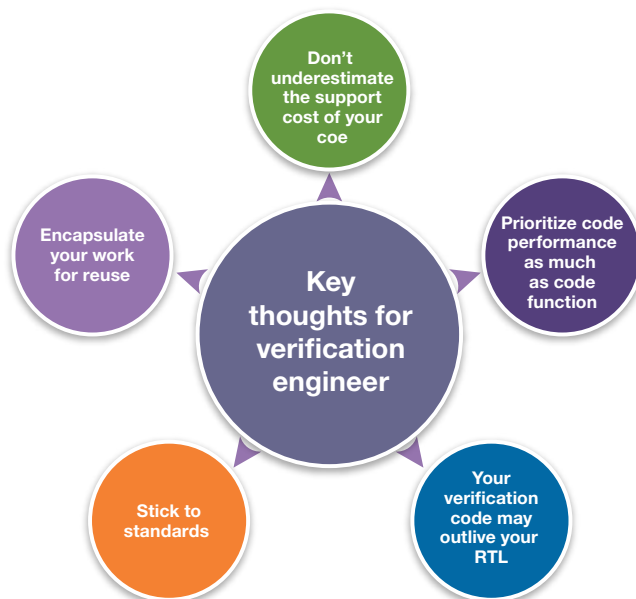 Don’t
underestimate
the support
cost of your
coe
Encapsulate
your work
for reuse
Prioritize code
performance
as much
as code
function
Key
thoughts for
verification
engineer
Stick to
standards
Your
verification
code may
outlive your
RTL